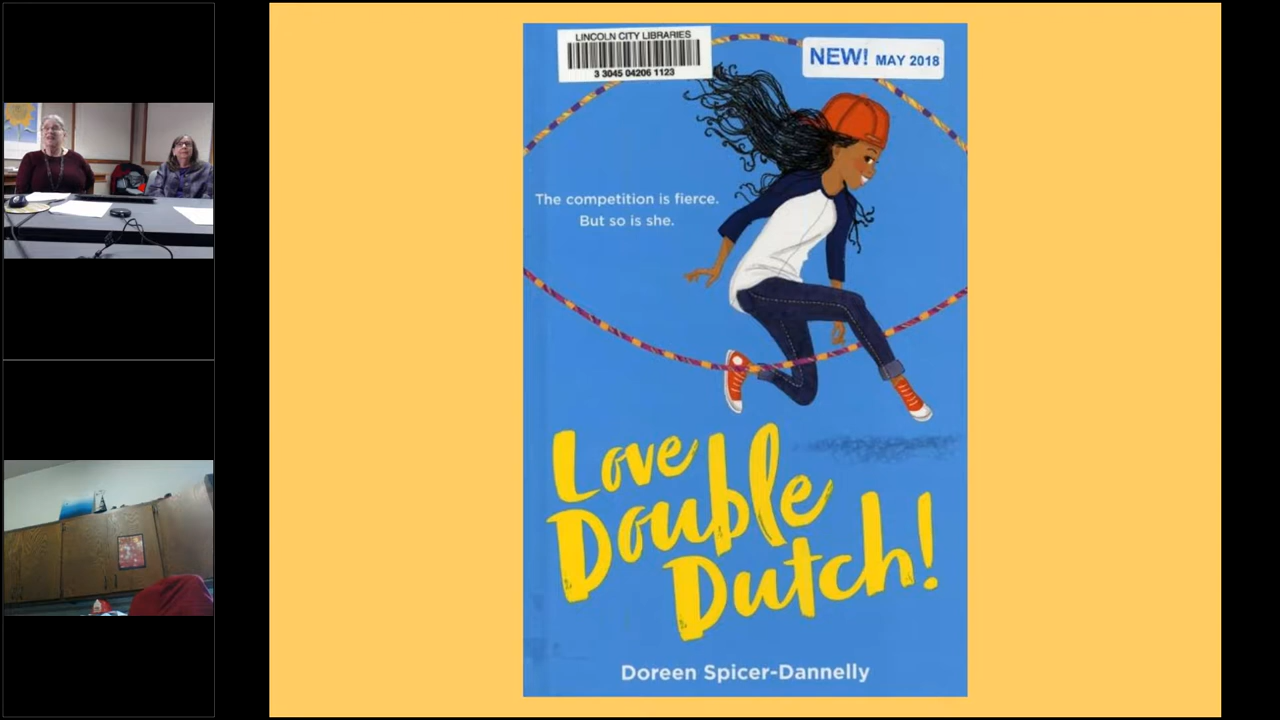 LINCOLN CITY LIBRARIES
3 3045 04206 1123
NEW! MAY 2018
The competition is fierce.
But so is she.
Love
Double
Dutch!
Doreen Spicer-Dannelly